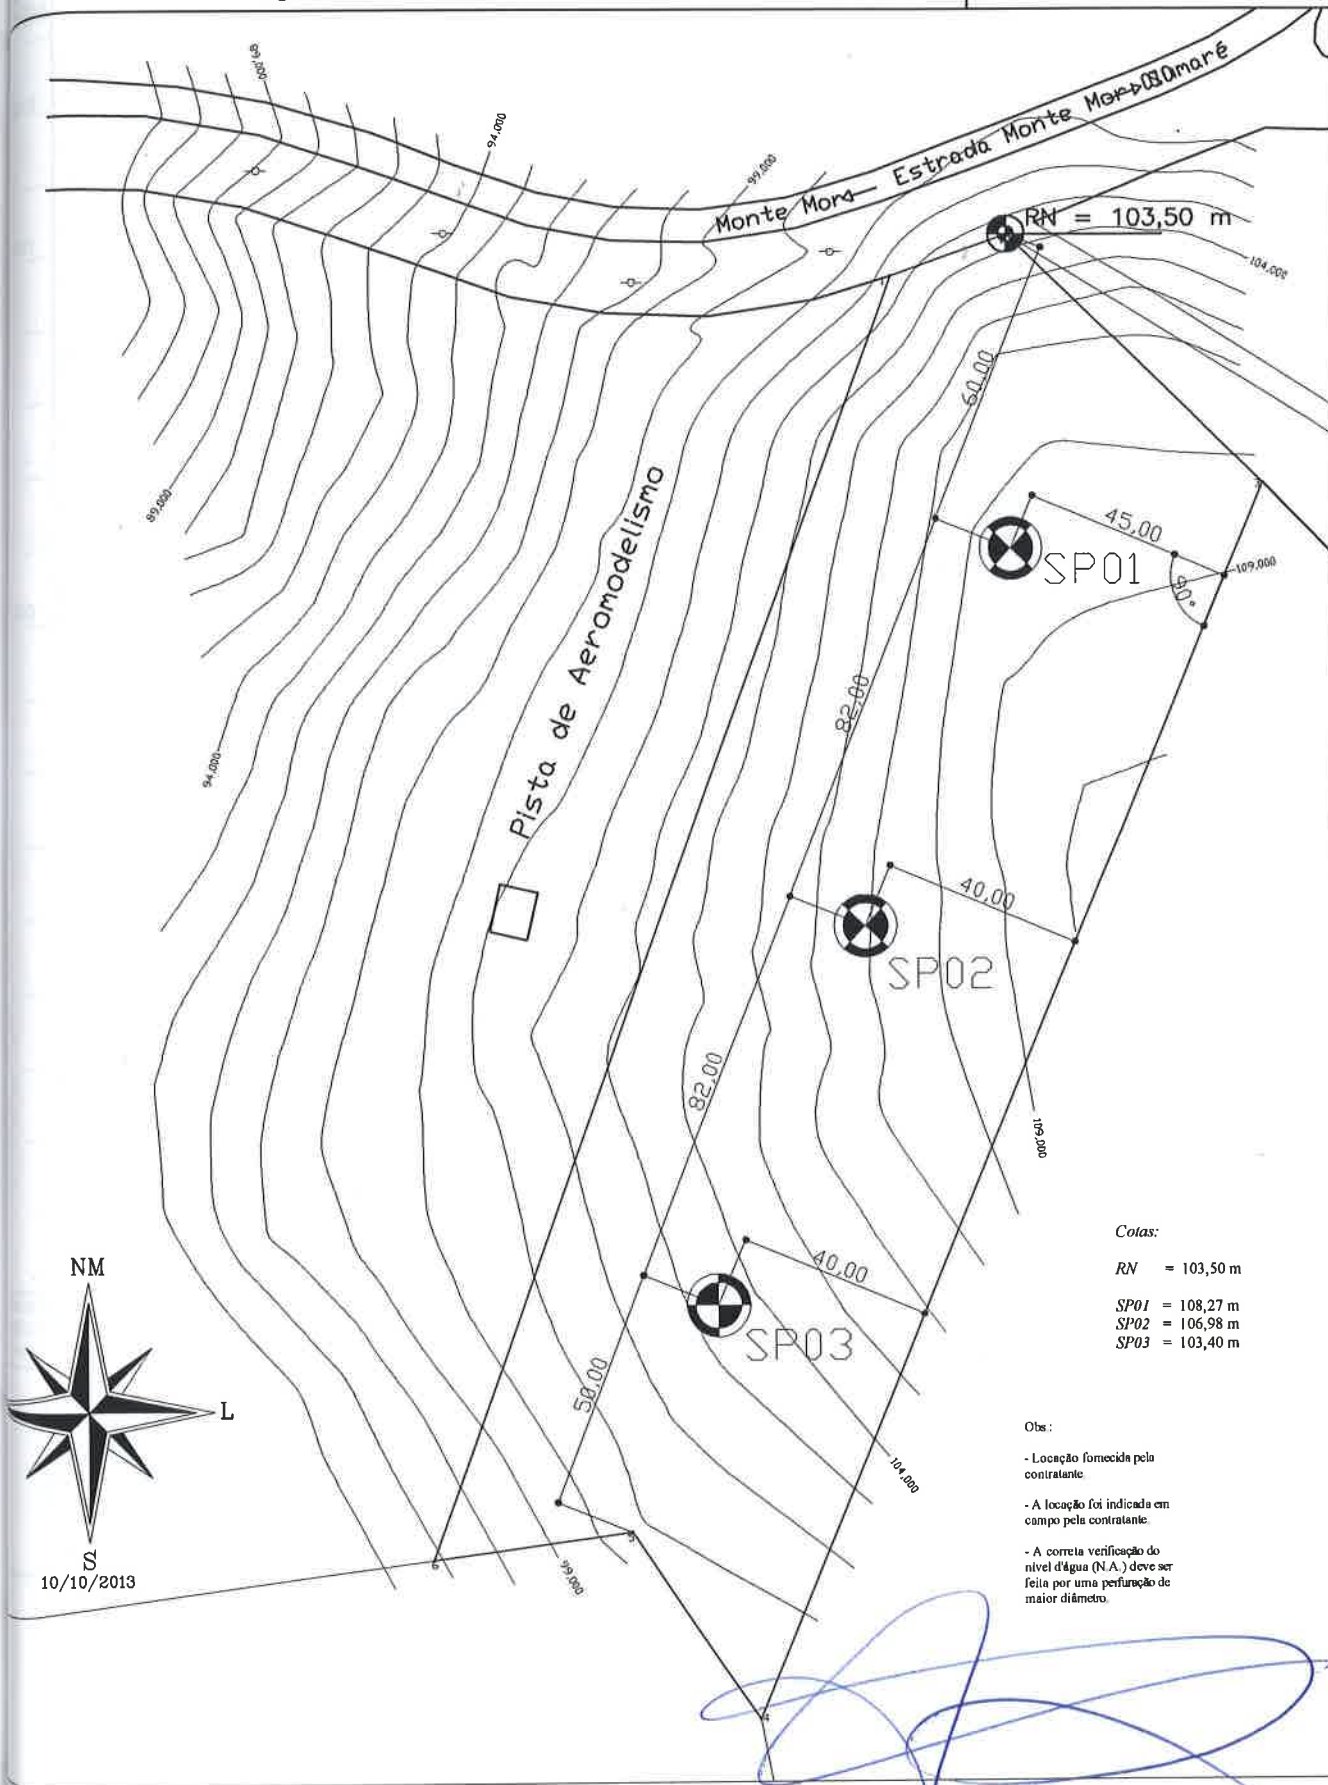 89,000
94,000
99,000
Monte Mor Estrada Monte Mor Sumaré
RN = 103,50 m
104,000
60,00
45,00
SP01
90°
109,000
89,000
Pista de Aeromodelismo
82,00
94,000
40,00
SP02
82,00
109,000
40,00
SP03
50,00
104,000
99,000
NM
L
S
10/10/2013
Cotas:
RN = 103,50 m
SP01 = 108,27 m
SP02 = 106,98 m
SP03 = 103,40 m
Obs :
- Locação fornecida pela
contratante.
- A locação foi indicada em
campo pela contratante.
- A correta verificação do
nível d'água (N.A.) deve ser
feita por uma perfuração de
maior diâmetro.